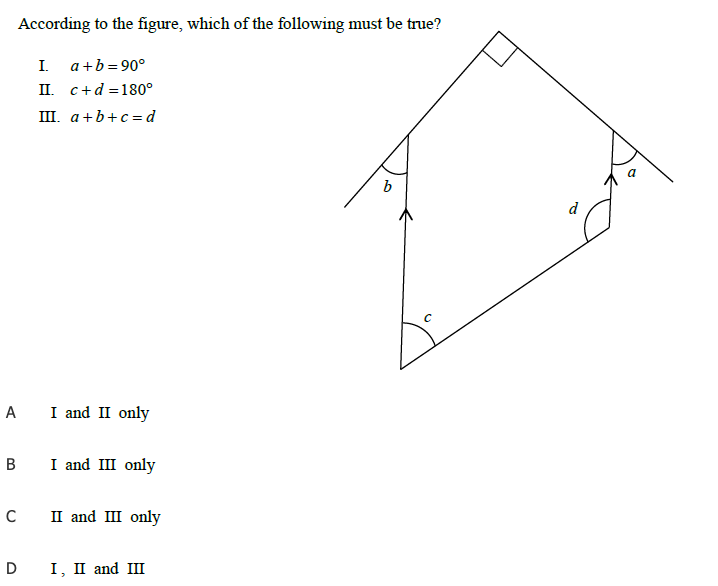 According to the figure, which of the following must be true?
I. a+b=90°
II. c+d=180°
III. a+b+c=d
a
b
d
c
A I and II only
B I and III only
C II and III only
D I, II and III